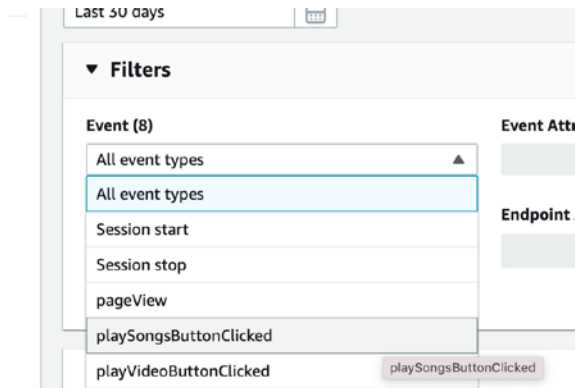 Last 30 days
Filters
Event (8)
Event Attr
All event types
All event types
Endpoint
Session start
Session stop
pageView
playSongsButtonClicked
playVideoButtonClicked
playSongsButtonClicked